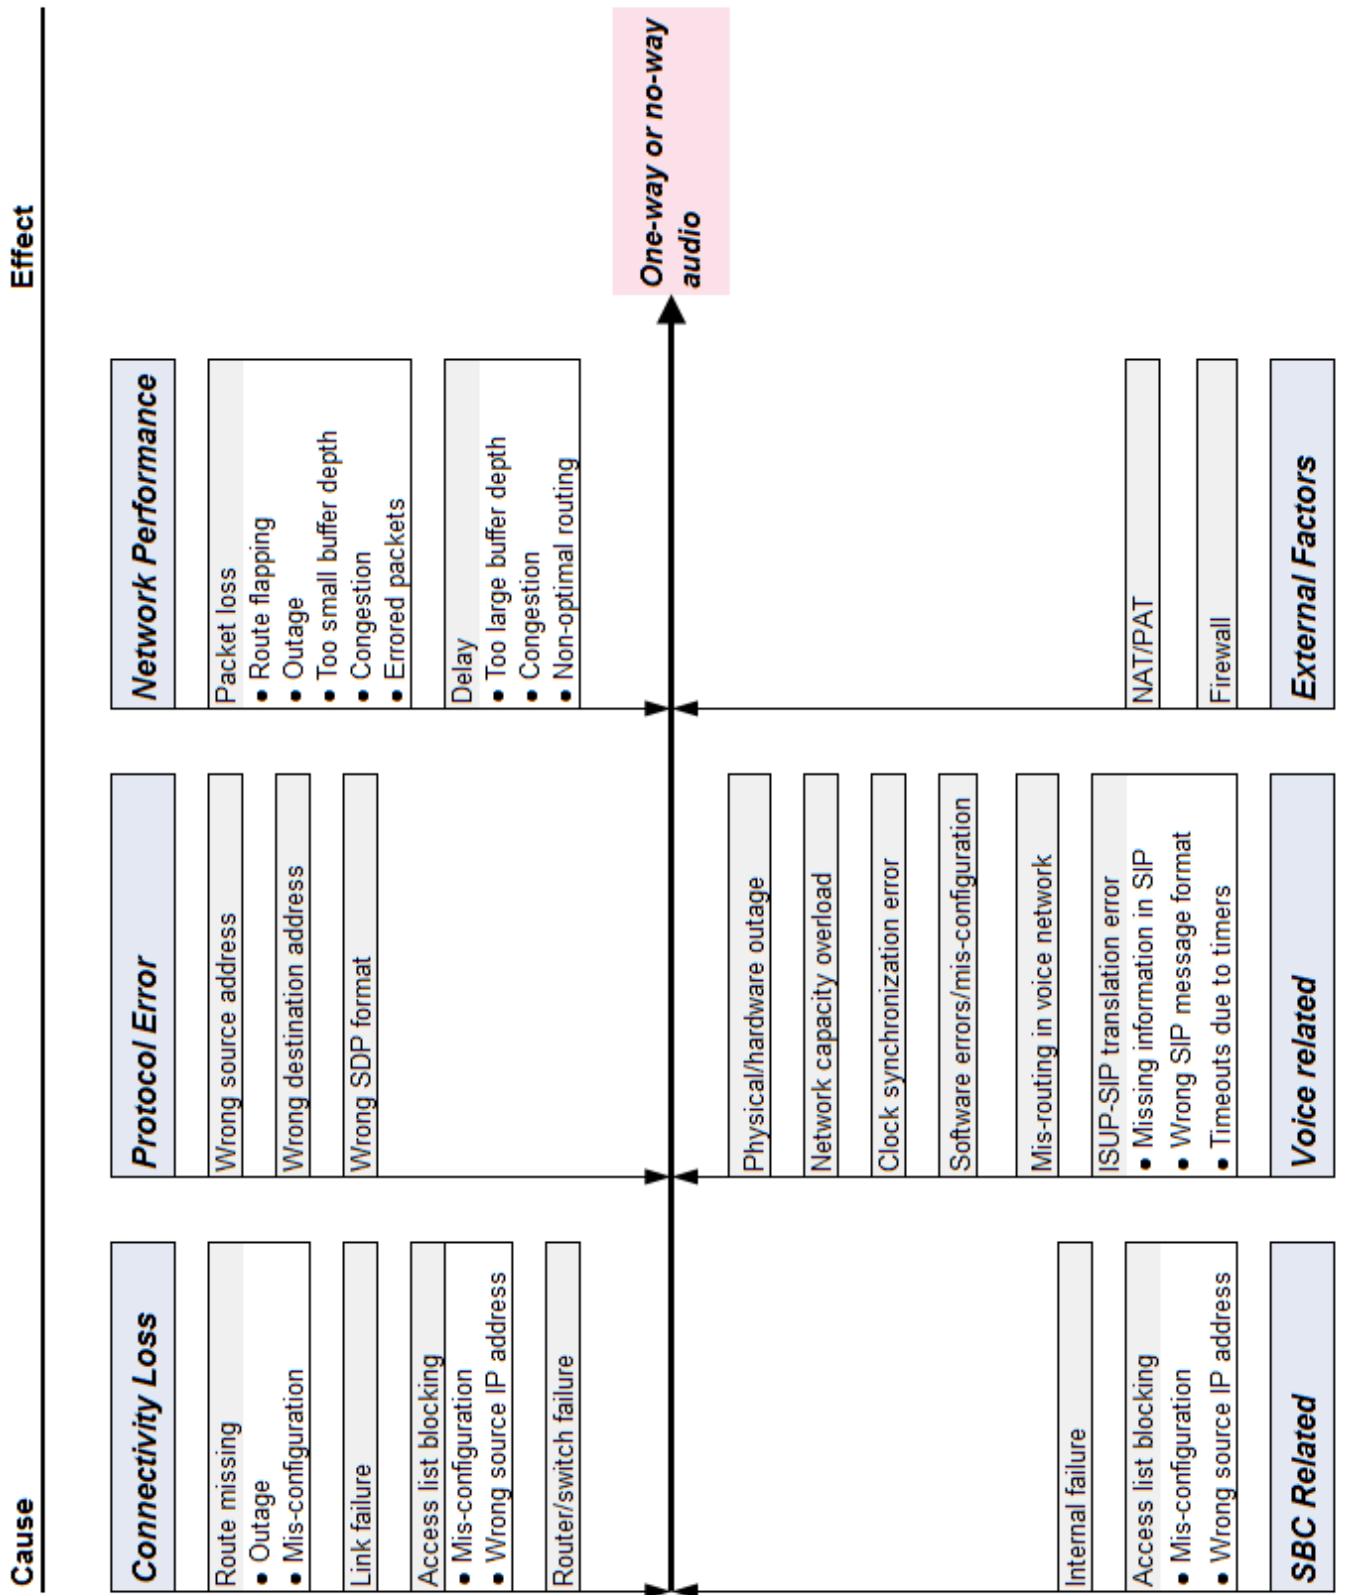 Cause
Effect
Connectivity Loss
Route missing
• Outage
• Mis-configuration
Link failure
Access list blocking
• Mis-configuration
• Wrong source IP address
Router/switch failure
Protocol Error
Wrong source address
Wrong destination address
Wrong SDP format
Network Performance
Packet loss
• Route flapping
• Outage
• Too small buffer depth
• Congestion
• Errored packets
Delay
• Too large buffer depth
• Congestion
• Non-optimal routing
One-way or no-way
audio
Internal failure
Access list blocking
• Mis-configuration
• Wrong source IP address
SBC Related
Physical/hardware outage
Network capacity overload
Clock synchronization error
Software errors/mis-configuration
Mis-routing in voice network
ISUP-SIP translation error
• Missing information in SIP
• Wrong SIP message format
• Timeouts due to timers
Voice related
NAT/PAT
Firewall
External Factors